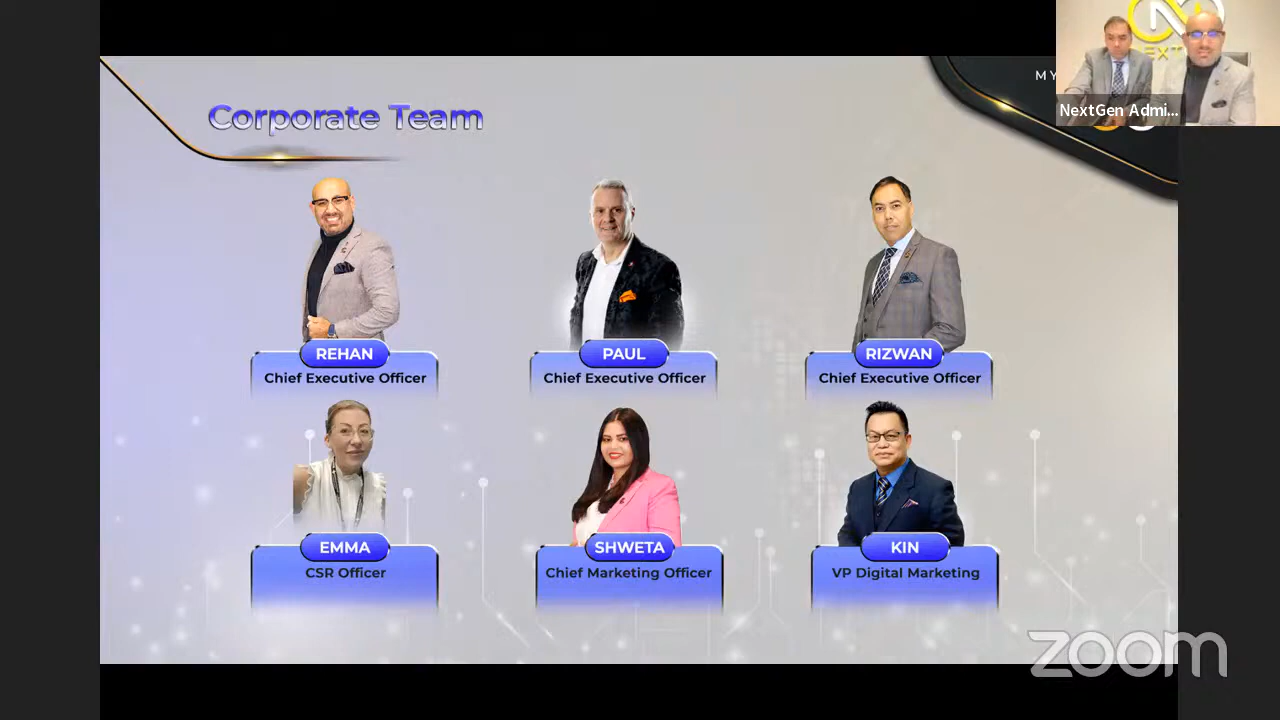 MY
NextGen Admi...
Corporate Team
REHAN
Chief Executive Officer
PAUL
Chief Executive Officer
RIZWAN
Chief Executive Officer
EMMA
CSR Officer
SHWETA
Chief Marketing Officer
KIN
VP Digital Marketing
zoom